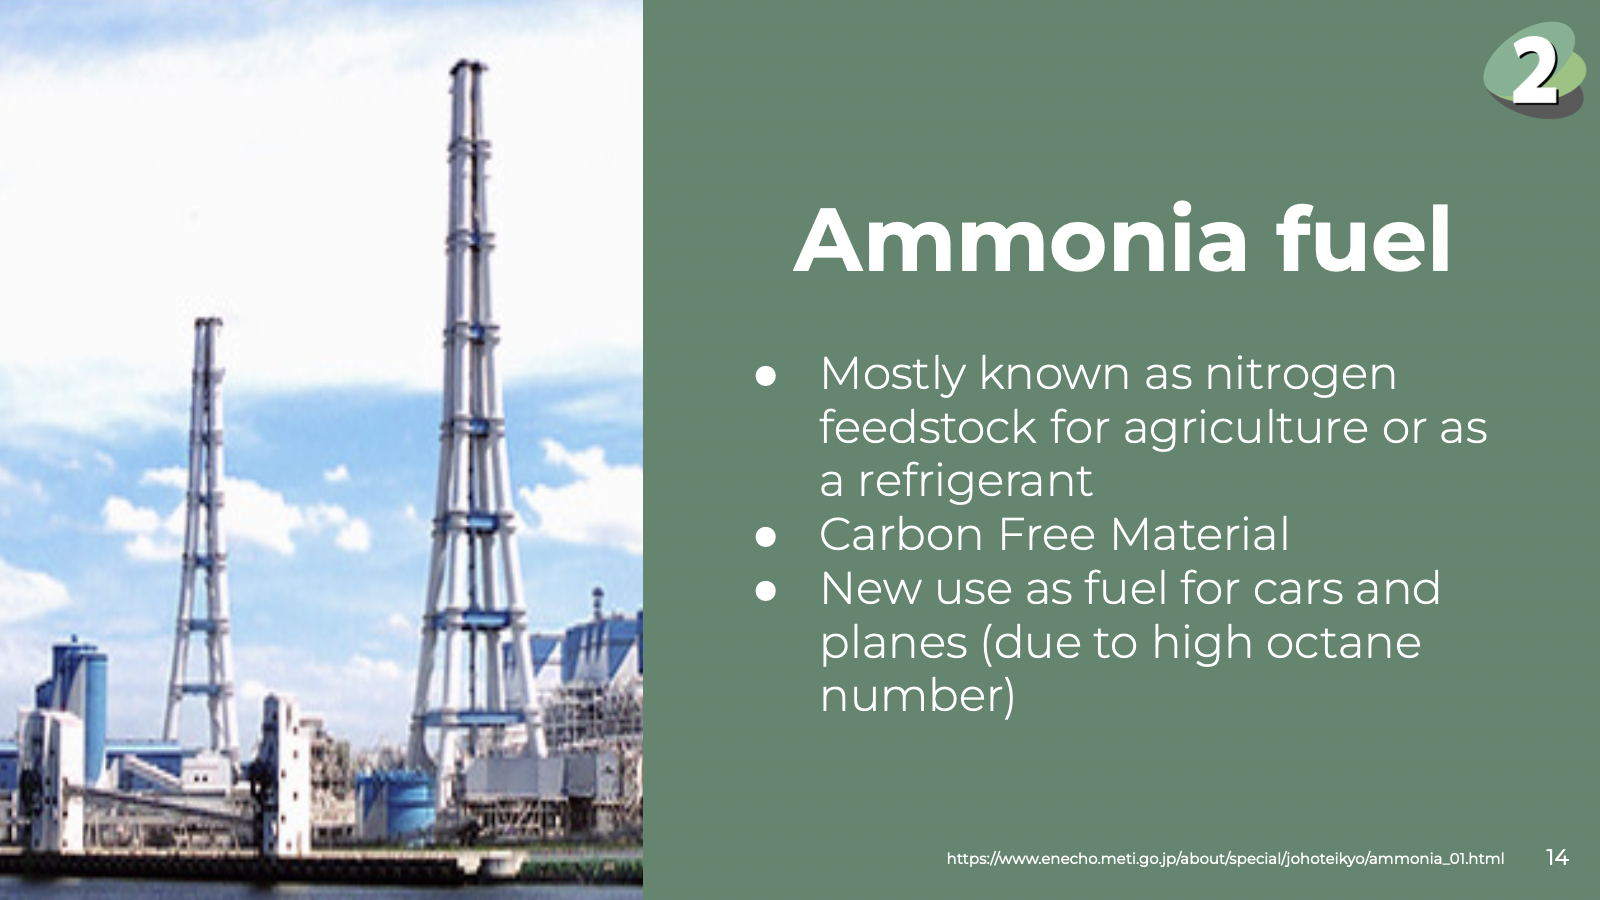 2
Ammonia fuel
● Mostly known as nitrogen
feedstock for agriculture or as
a refrigerant
● Carbon Free Material
● New use as fuel for cars and
planes (due to high octane
number)
https://www.enecho.meti.go.jp/about/special/johoteikyo/ammonia_01.html
14